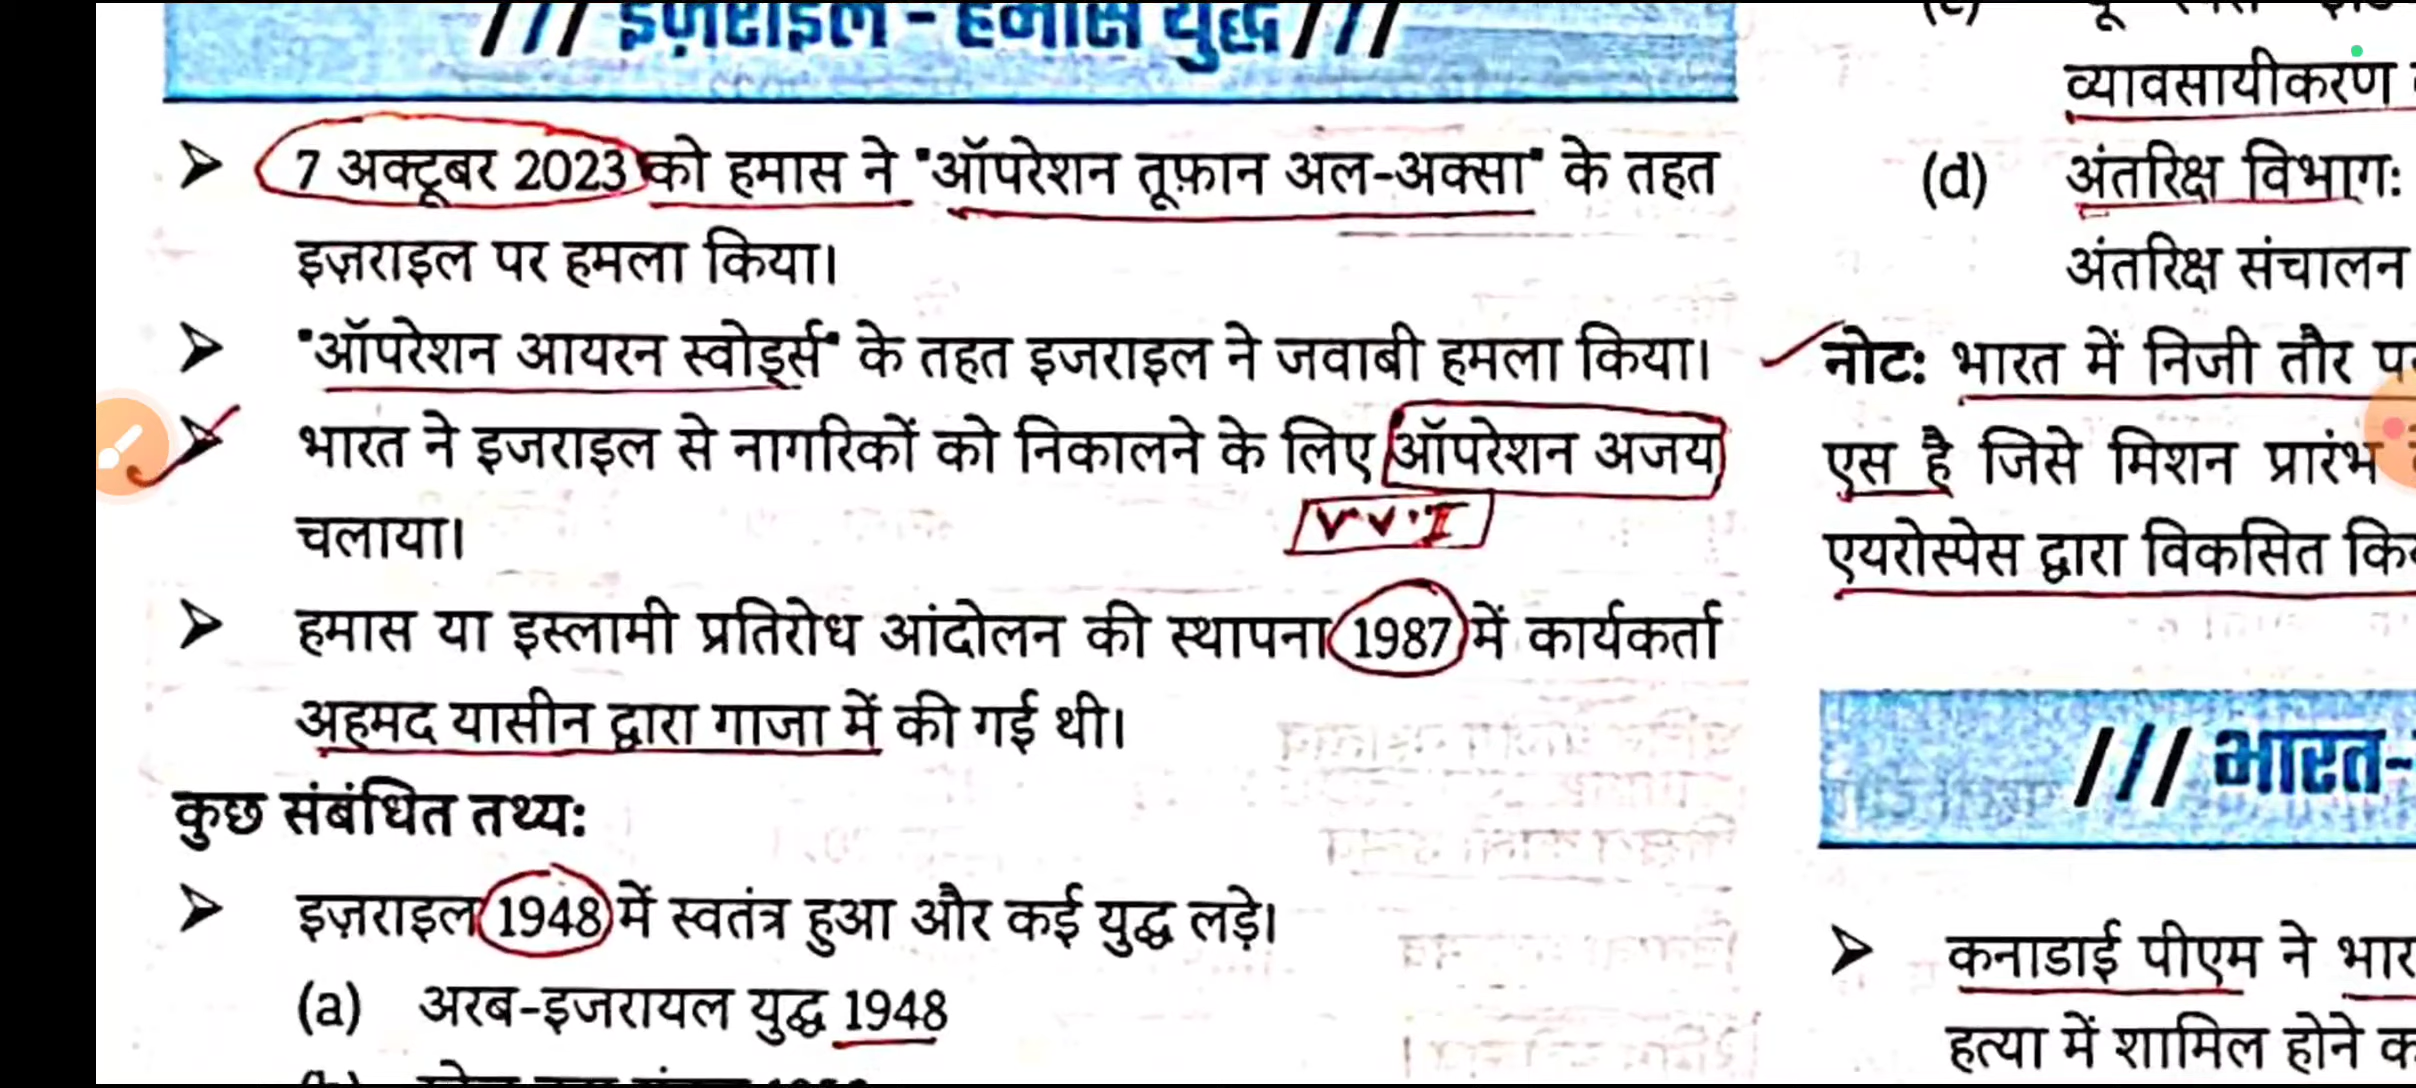 /// इज़राइल - हमास युद्ध ///
➤ 7 अक्टूबर 2023 को हमास ने "ऑपरेशन तूफ़ान अल-अक्सा" के तहत
इज़राइल पर हमला किया।
➤ "ऑपरेशन आयरन स्वोर्ड्स" के तहत इजराइल ने जवाबी हमला किया।
➤ भारत ने इजराइल से नागरिकों को निकालने के लिए ऑपरेशन अजय
चलाया।
V V . I
➤ हमास या इस्लामी प्रतिरोध आंदोलन की स्थापना 1987 में कार्यकर्ता
अहमद यासीन द्वारा गाजा में की गई थी।
कुछ संबंधित तथ्य:
➤ इज़राइल 1948 में स्वतंत्र हुआ और कई युद्ध लड़े।
(a) अरब-इजरायल युद्ध 1948
व्यावसायीकरण
(d) अंतरिक्ष विभाग:
अंतरिक्ष संचालन
नोट: भारत में निजी तौर
एस है जिसे मिशन प्रारंभ
एयरोस्पेस द्वारा विकसित
/// भारत-
➤ कनाडाई पीएम ने
हत्या में शामिल होने